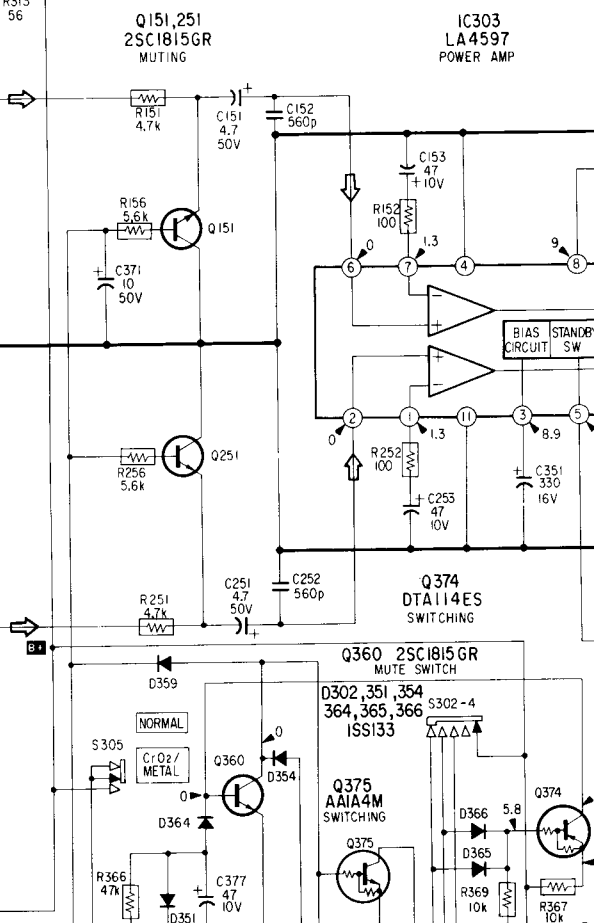 R313
56
Q151,251
2SC1815GR
MUTING
IC303
LA4597
POWER AMP
R151
4.7k
C151
4.7
50V
C152
560p
C153
47
10V
R156
5.6k
Q151
R152
100
0
1.3
9
6
7
4
8
C371
10
50V
BIAS
CIRCUIT
STANDBY
SW
2
1
11
3
5
0
1.3
8.9
Q251
R256
5.6k
R252
100
C351
330
16V
C253
47
10V
R251
4.7k
C251
4.7
50V
C252
560p
Q374
DTA114ES
SWITCHING
B+
Q360 2SC1815GR
MUTE SWITCH
D359
D302,351,354
364,365,366
1SS133
S302-4
NORMAL
CrO2/
METAL
S305
0
Q360
D354
0
Q375
AA1A4M
SWITCHING
Q374
5.8
D366
D364
Q375
D365
R366
47k
D351
C377
47
10V
R369
10k
R367
10k